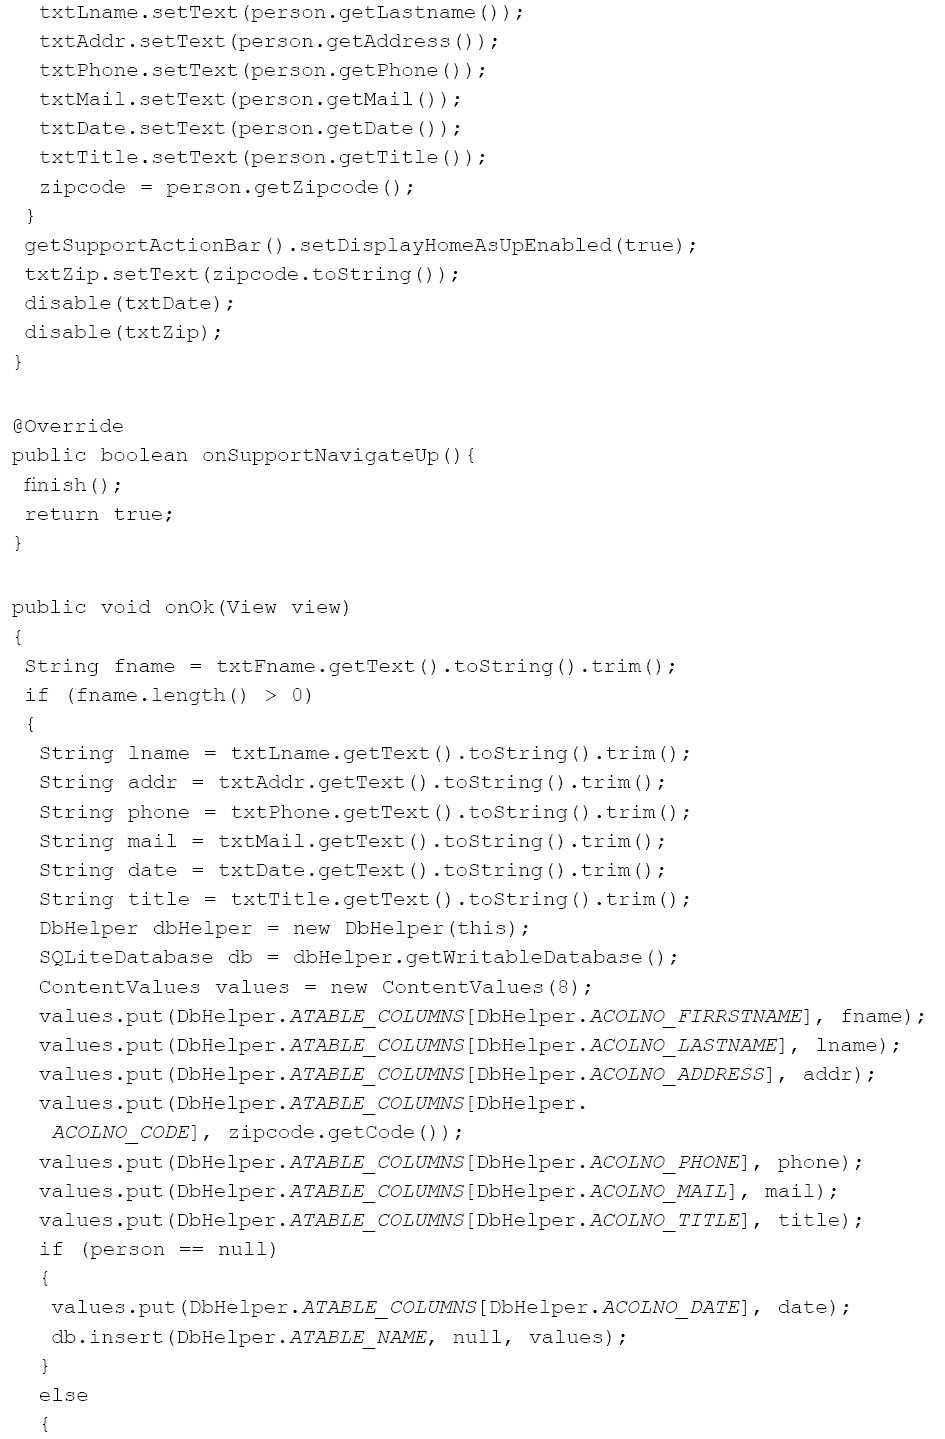 txtLname.setText(person.getLastname());
txtAddr.setText(person.getAddress());
txtPhone.setText(person.getPhone());
txtMail.setText(person.getMail());
txtDate.setText(person.getDate());
txtTitle.setText(person.getTitle());
zipcode = person.getZipcode();
}
getSupportActionBar().setDisplayHomeAsUpEnabled(true);
txtZip.setText(zipcode.toString());
disable(txtDate);
disable(txtZip);
}
@Override
public boolean onSupportNavigateUp(){
finish();
return true;
}
public void onOk(View view)
{
String fname = txtFname.getText().toString().trim();
if (fname.length() > 0)
{
String lname = txtLname.getText().toString().trim();
String addr = txtAddr.getText().toString().trim();
String phone = txtPhone.getText().toString().trim();
String mail = txtMail.getText().toString().trim();
String date = txtDate.getText().toString().trim();
String title = txtTitle.getText().toString().trim();
DbHelper dbHelper = new DbHelper(this);
SQLiteDatabase db = dbHelper.getWritableDatabase();
ContentValues values = new ContentValues(8);
values.put(DbHelper.ATABLE_COLUMNS[DbHelper.ACOLNO_FIRRSTNAME], fname);
values.put(DbHelper.ATABLE_COLUMNS[DbHelper.ACOLNO_LASTNAME], lname);
values.put(DbHelper.ATABLE_COLUMNS[DbHelper.ACOLNO_ADDRESS], addr);
values.put(DbHelper.ATABLE_COLUMNS[DbHelper.
ACOLNO_CODE], zipcode.getCode());
values.put(DbHelper.ATABLE_COLUMNS[DbHelper.ACOLNO_PHONE], phone);
values.put(DbHelper.ATABLE_COLUMNS[DbHelper.ACOLNO_MAIL], mail);
values.put(DbHelper.ATABLE_COLUMNS[DbHelper.ACOLNO_TITLE], title);
if (person == null)
{
values.put(DbHelper.ATABLE_COLUMNS[DbHelper.ACOLNO_DATE], date);
db.insert(DbHelper.ATABLE_NAME, null, values);
}
else
{